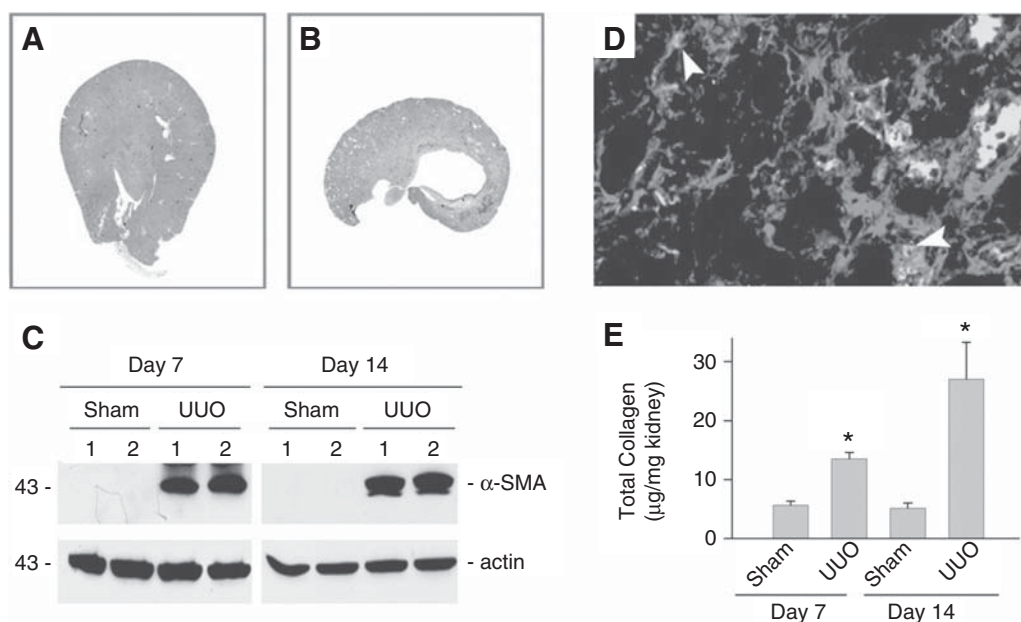 A
B
C
Day 7 Day 14
Sham UUO Sham UUO
1 2 1 2 1 2 1 2
43 - - α-SMA
43 - - actin
D
E
Total Collagen
(μg/mg kidney)
30
20
10
0
* *
Sham UUO Sham UUO
Day 7 Day 14